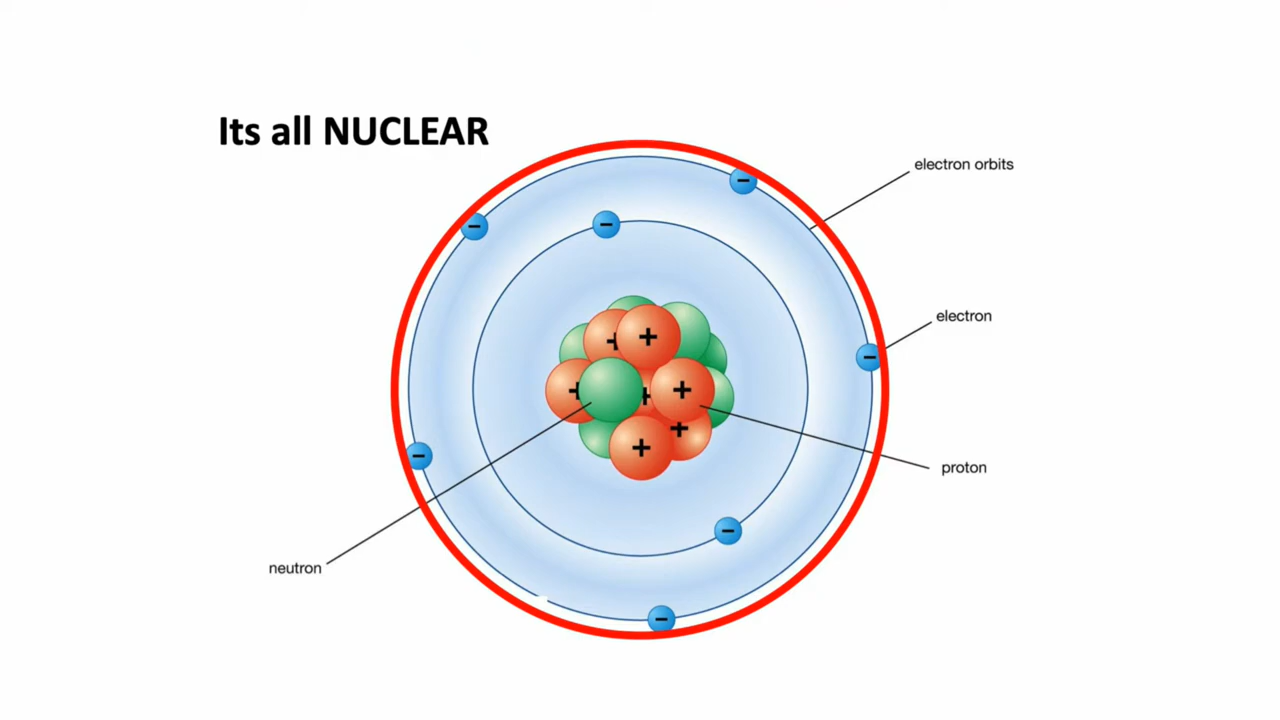 Its all NUCLEAR
electron orbits
electron
proton
neutron
−
−
−
−
−
−
−
+
+
+
+
+
+
+